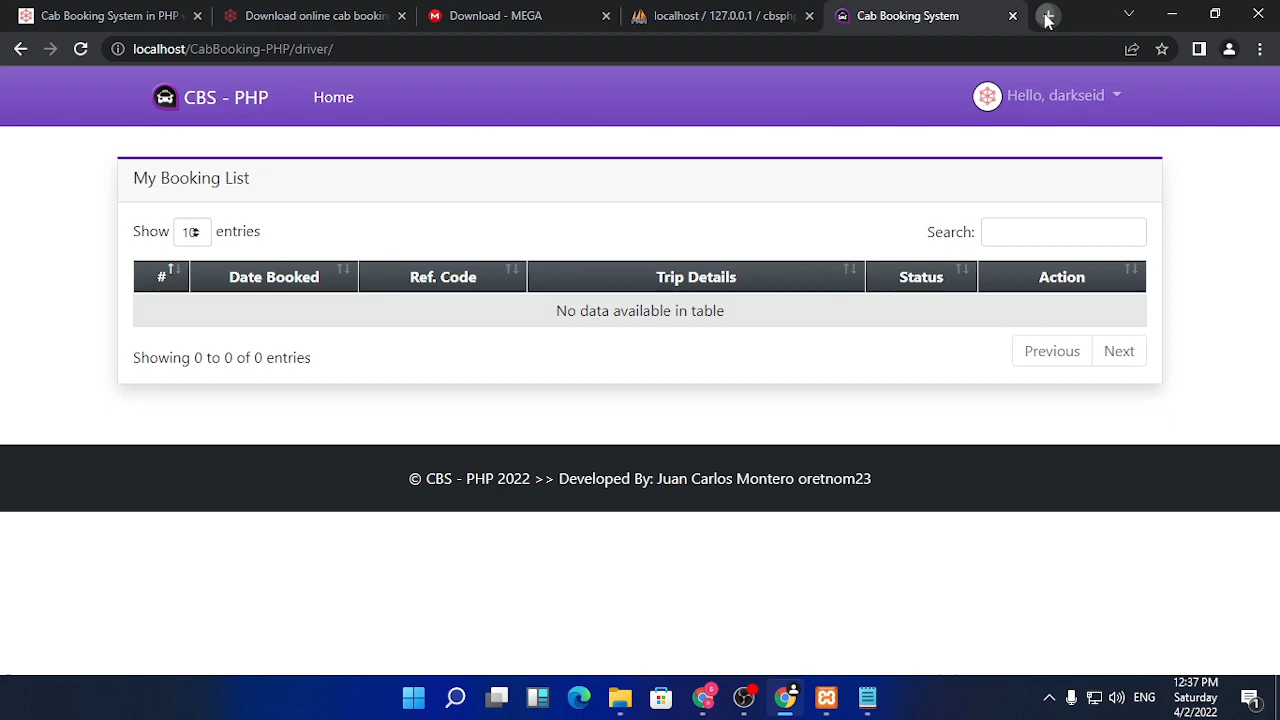 Cab Booking System in PHP
Download online cab bookin
Download - MEGA
localhost / 127.0.0.1 / cbsph
Cab Booking System
localhost/CabBooking-PHP/driver/
CBS - PHP
Home
Hello, darkseid
My Booking List
Show 10 entries
Search:
# Date Booked Ref. Code Trip Details Status Action
No data available in table
Showing 0 to 0 of 0 entries
Previous Next
© CBS - PHP 2022 >> Developed By: Juan Carlos Montero oretnom23
12:37 PM
ENG Saturday
4/2/2022